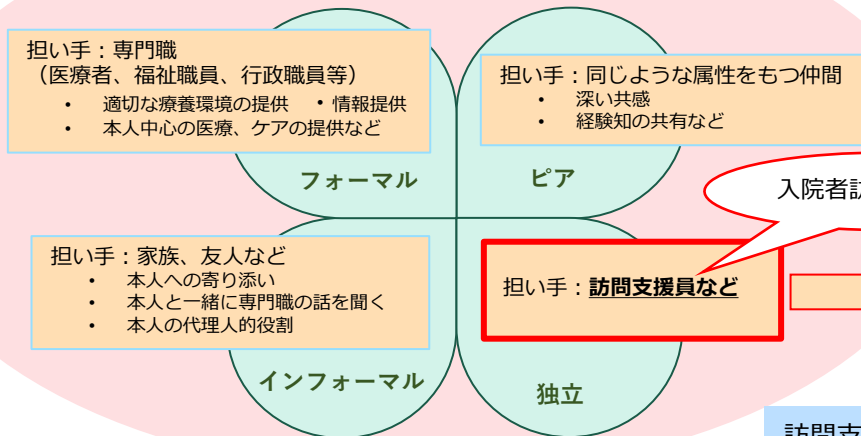 担い手：専門職
（医療者、福祉職員、行政職員等）
• 適切な療養環境の提供 ・情報提供
• 本人中心の医療、ケアの提供など
フォーマル
担い手：同じような属性をもつ仲間
• 深い共感
• 経験知の共有など
ピア
入院者訪
担い手：家族、友人など
• 本人への寄り添い
• 本人と一緒に専門職の話を聞く
• 本人の代理人的役割
インフォーマル
担い手：訪問支援員など
独立
訪問支